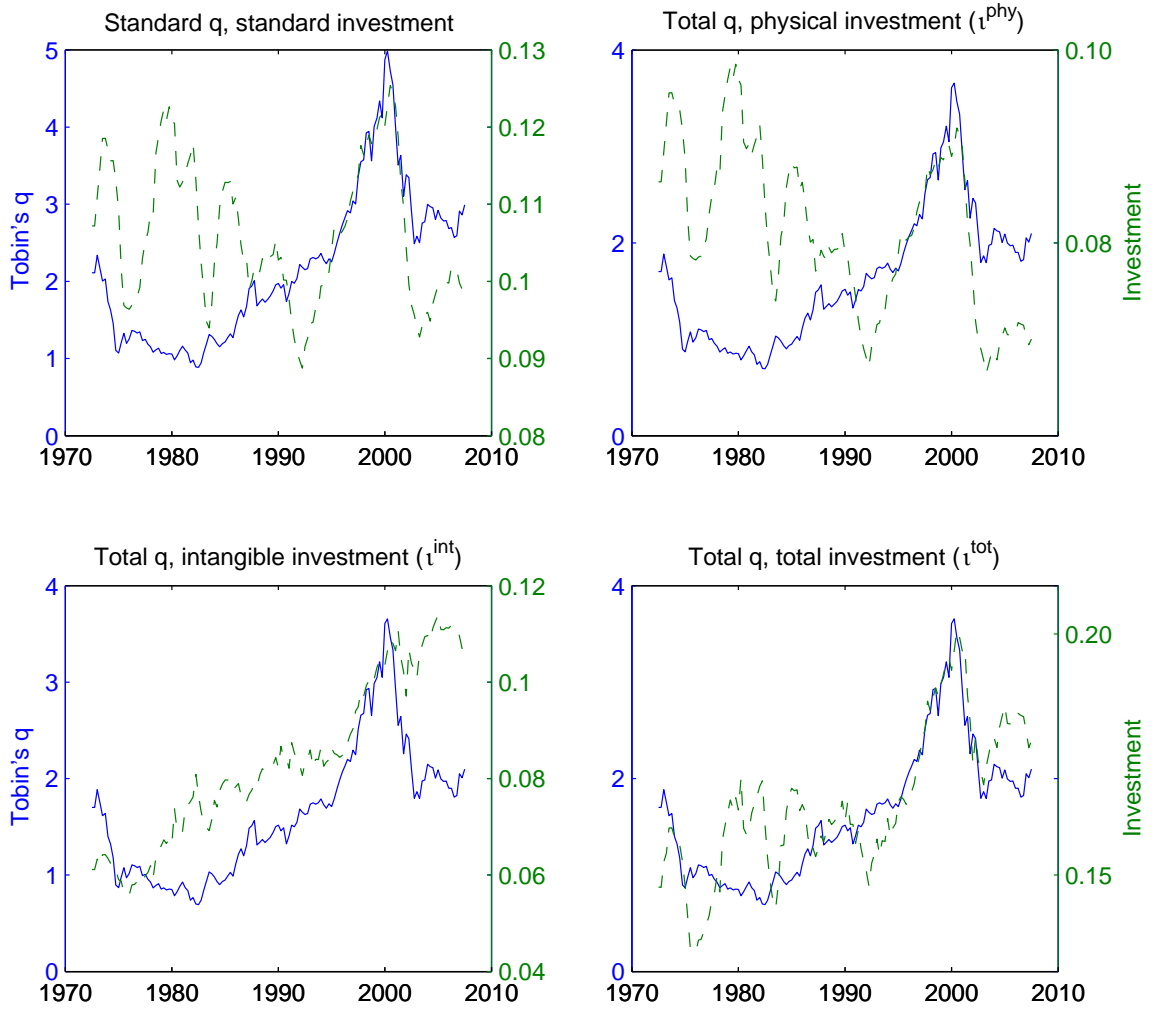 Standard q, standard investment
5
4
3
2
1
0
Tobin's q
0.13
0.12
0.11
0.1
0.09
0.08
1970 1980 1990 2000 2010
Total q, physical investment (ι^phy)
4
2
0
0.10
0.08
Investment
1970 1980 1990 2000 2010
Total q, intangible investment (ι^int)
4
3
2
1
0
Tobin's q
0.12
0.1
0.08
0.06
0.04
1970 1980 1990 2000 2010
Total q, total investment (ι^tot)
4
2
0
0.20
0.15
Investment
1970 1980 1990 2000 2010